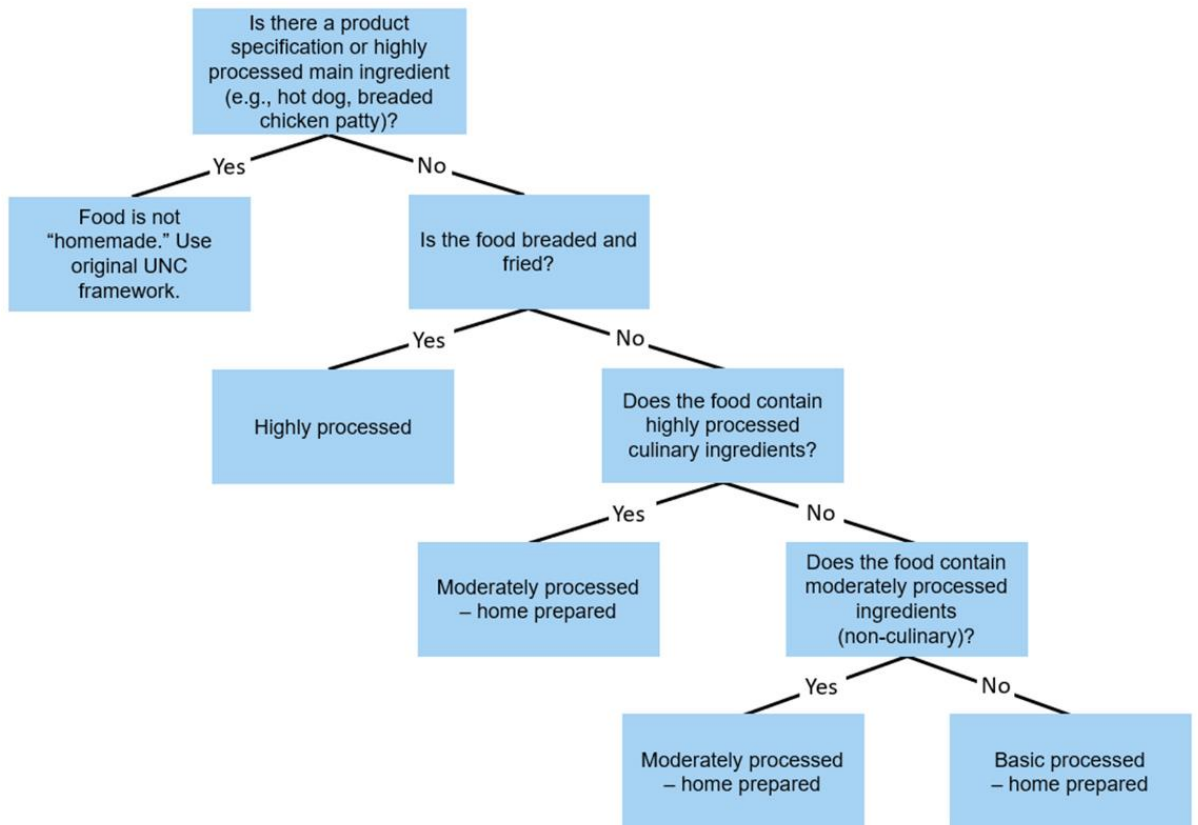 Is there a product
specification or highly
processed main ingredient
(e.g., hot dog, breaded
chicken patty)?
Yes
No
Food is not
“homemade.” Use
original UNC
framework.
Is the food breaded and
fried?
Yes
No
Highly processed
Does the food contain
highly processed
culinary ingredients?
Yes
No
Moderately processed
– home prepared
Does the food contain
moderately processed
ingredients
(non-culinary)?
Yes
No
Moderately processed
– home prepared
Basic processed
– home prepared